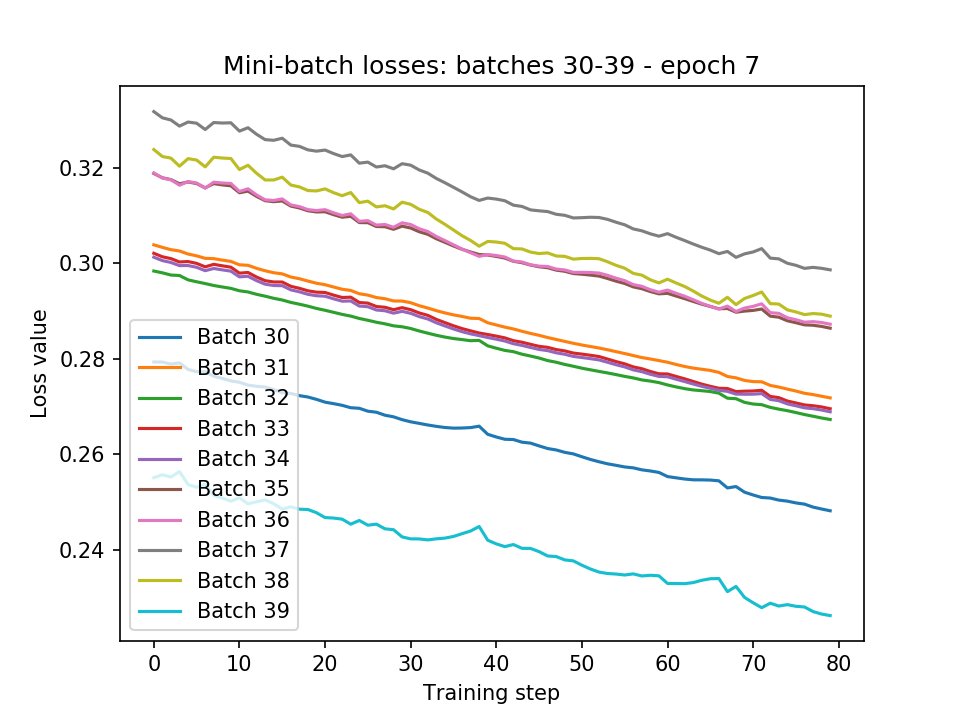 Mini-batch losses: batches 30-39 - epoch 7
Loss value
0.32
0.30
0.28
0.26
0.24
Batch 30
Batch 31
Batch 32
Batch 33
Batch 34
Batch 35
Batch 36
Batch 37
Batch 38
Batch 39
0 10 20 30 40 50 60 70 80
Training step